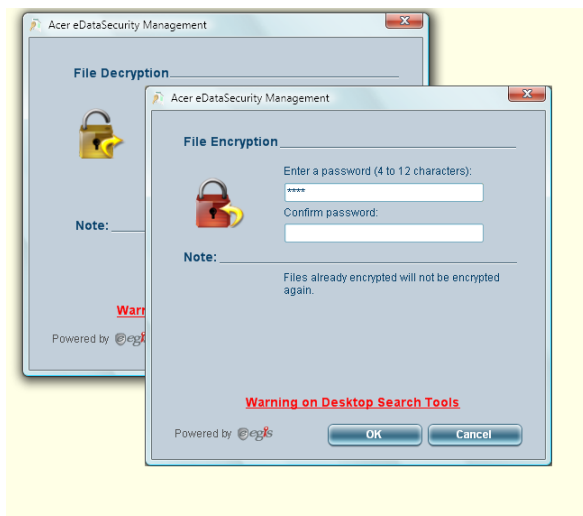 Acer eDataSecurity Management
File Decryption
Note:
Powered by egis
Acer eDataSecurity Management
File Encryption
Enter a password (4 to 12 characters):
****
Confirm password:
Note:
Files already encrypted will not be encrypted
again.
Warning on Desktop Search Tools
Powered by egis
OK
Cancel